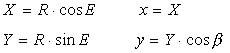 X = R · cos E x = X
Y = R · sin E y = Y · cos β